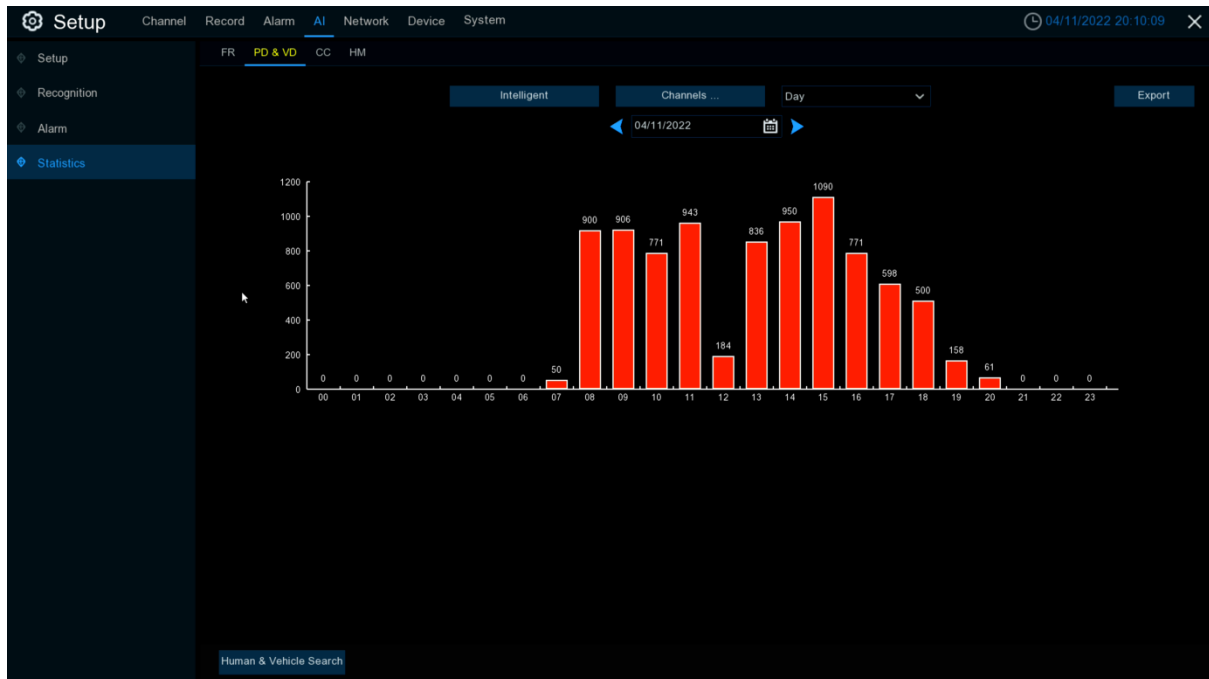 Setup Channel Record Alarm AI Network Device System 04/11/2022 20:10:09
FR PD & VD CC HM
Setup
Recognition
Alarm
Statistics
Intelligent Channels ... Day Export
04/11/2022
1200
1000
800
600
400
200
0
0 0 0 0 0 0 0 50 900 906 771 943 184 836 950 1090 771 598 500 158 61 0 0 0
00 01 02 03 04 05 06 07 08 09 10 11 12 13 14 15 16 17 18 19 20 21 22 23
Human & Vehicle Search